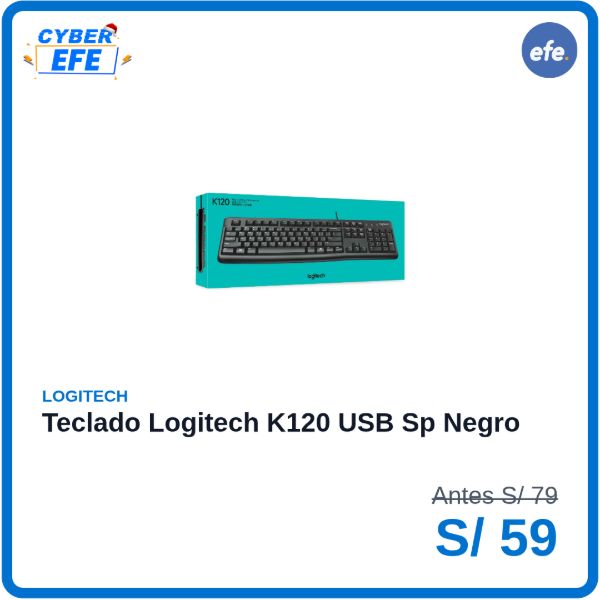 CYBER
EFE
efe.
K120
logitech
LOGITECH
Teclado Logitech K120 USB Sp Negro
Antes S/ 79
S/ 59